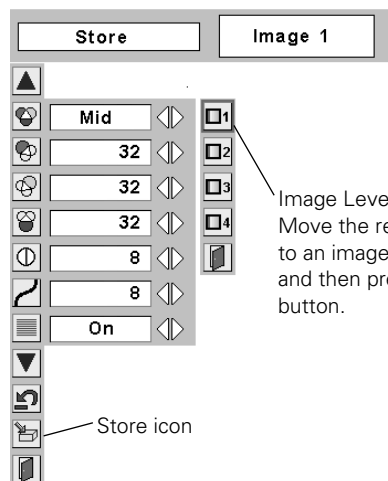 Store
Image 1
Mid
32
32
32
8
8
On
1
2
3
4
Image Leve
Move the re
to an image
and then pre
button.
Store icon